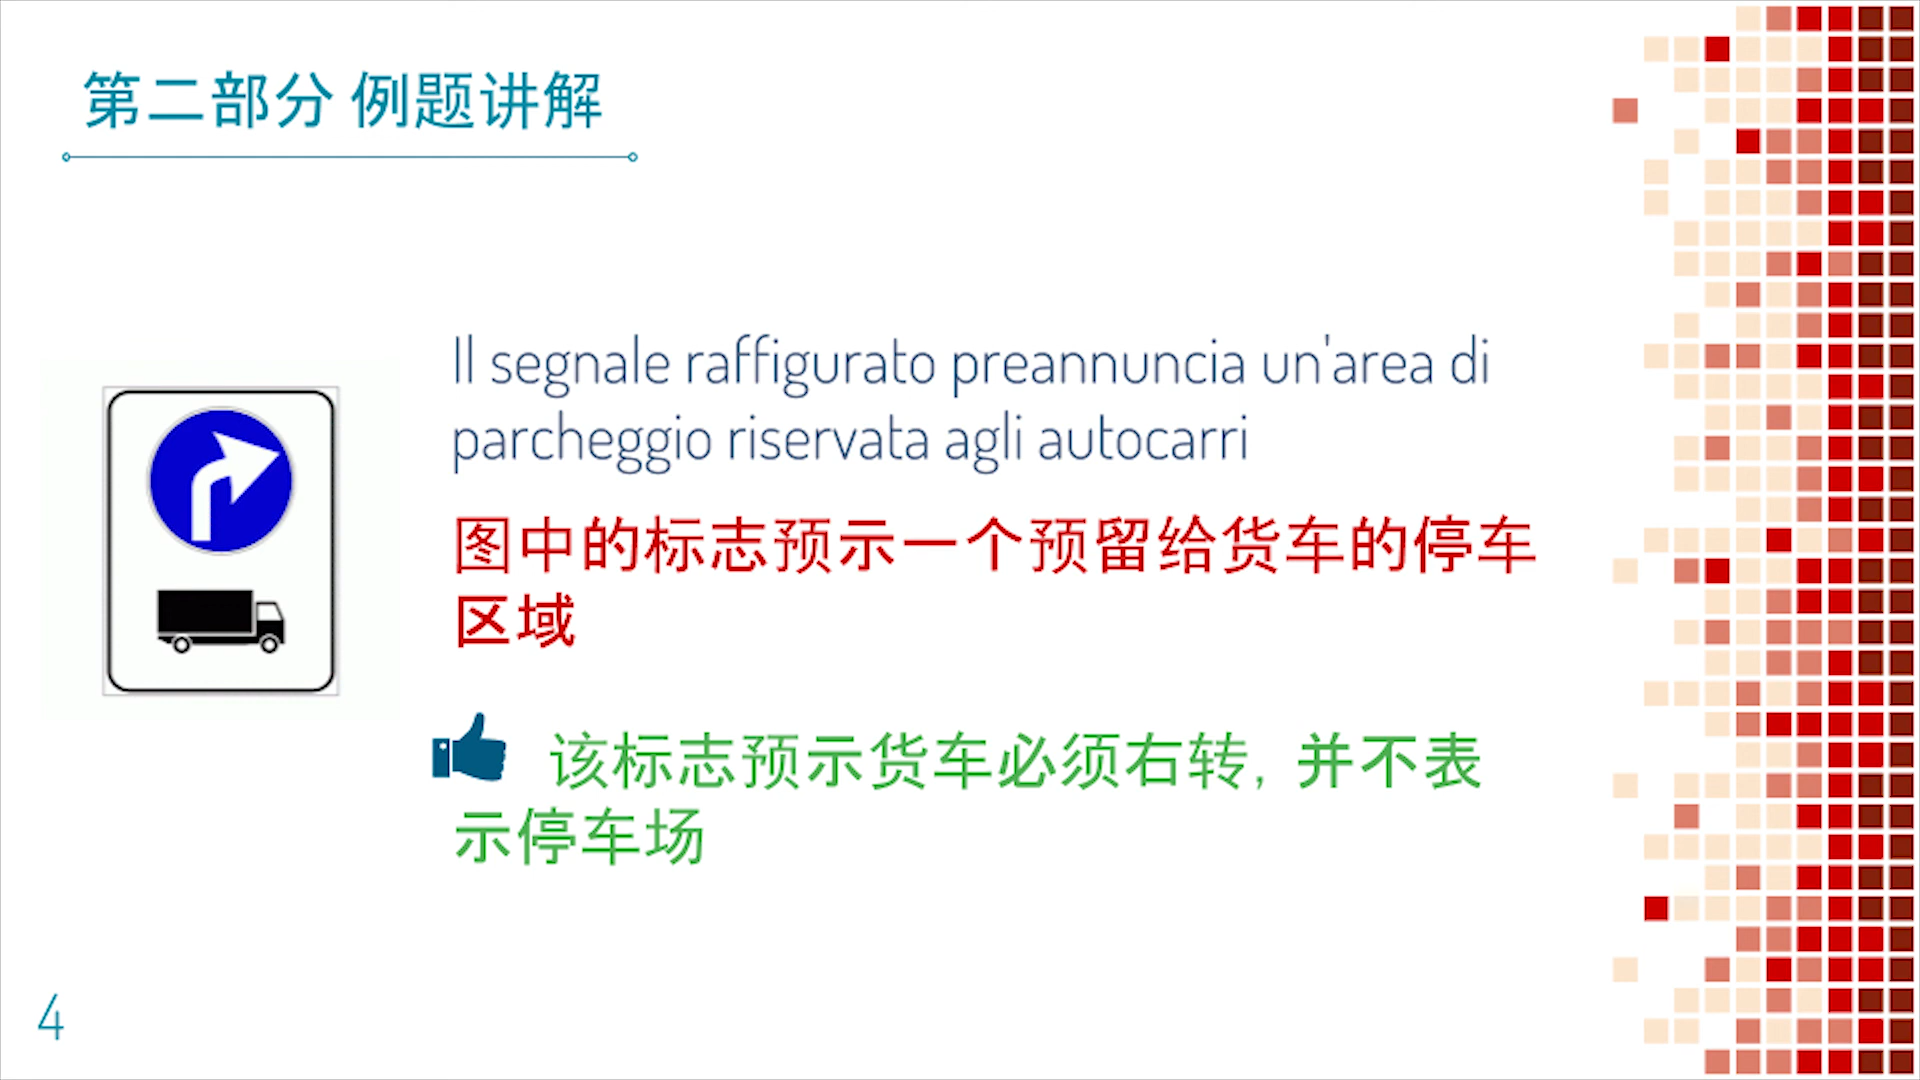 第二部分 例题讲解
Il segnale raffigurato preannuncia un'area di
parcheggio riservata agli autocarri
图中的标志预示一个预留给货车的停车
区域
该标志预示货车必须右转, 并不表
示停车场
4